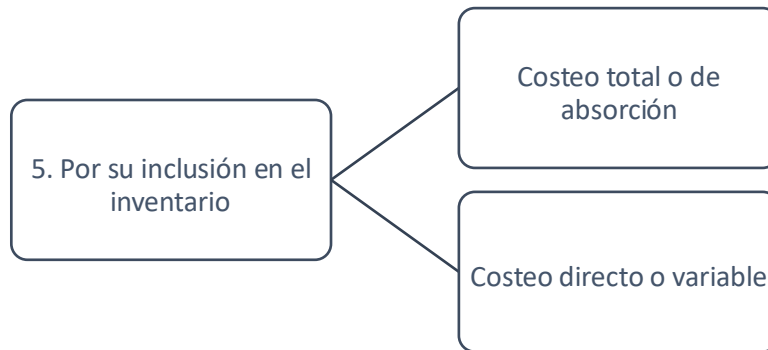 5. Por su inclusión en el
inventario
Costeo total o de
absorción
Costeo directo o variable